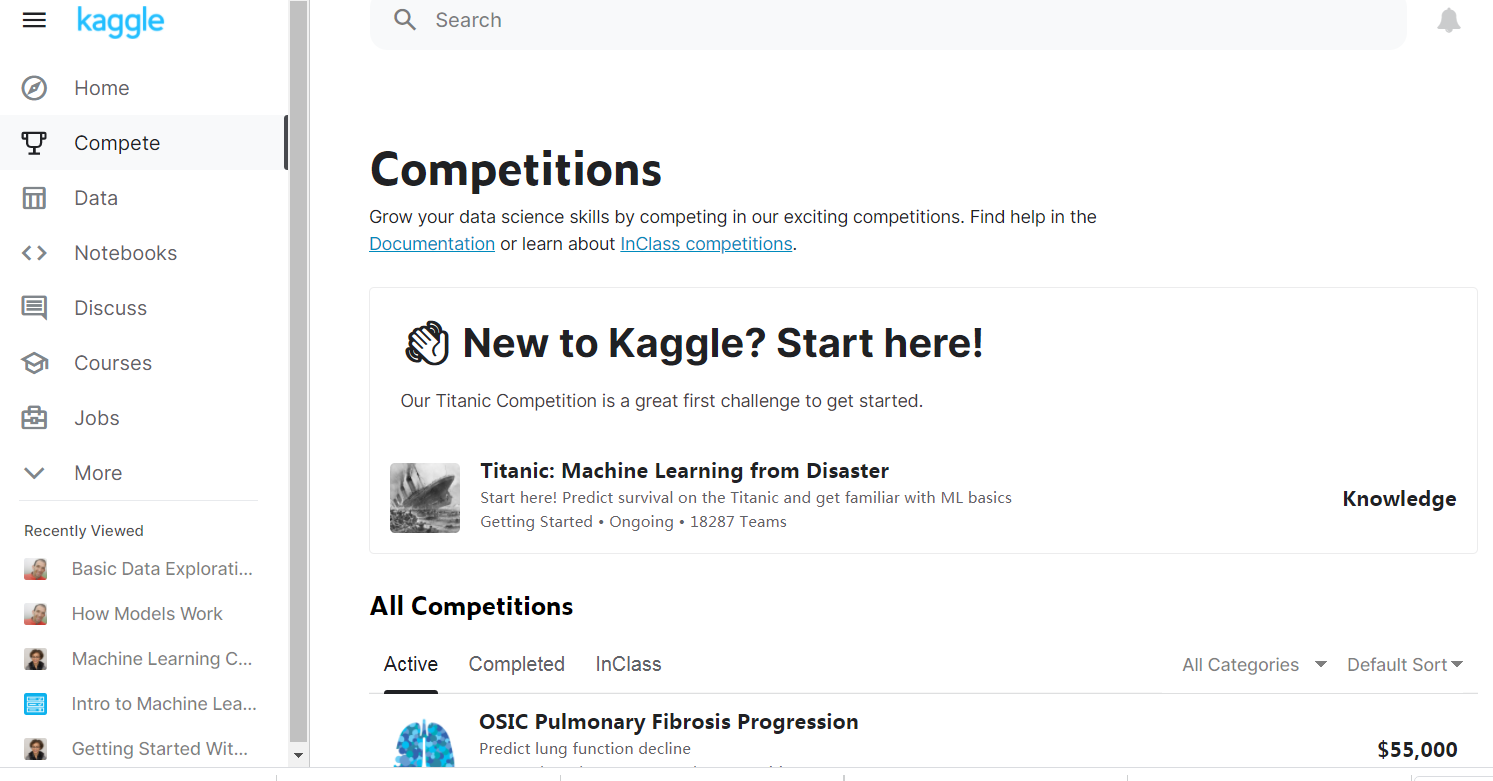 kaggle
Search
Home
Compete
Data
Notebooks
Discuss
Courses
Jobs
More
Recently Viewed
Basic Data Explorati...
How Models Work
Machine Learning C...
Intro to Machine Lea...
Getting Started Wit...
Competitions
Grow your data science skills by competing in our exciting competitions. Find help in the
Documentation or learn about InClass competitions.
New to Kaggle? Start here!
Our Titanic Competition is a great first challenge to get started.
Titanic: Machine Learning from Disaster
Start here! Predict survival on the Titanic and get familiar with ML basics
Getting Started • Ongoing • 18287 Teams
Knowledge
All Competitions
Active Completed InClass All Categories Default Sort
OSIC Pulmonary Fibrosis Progression
Predict lung function decline
$55,000